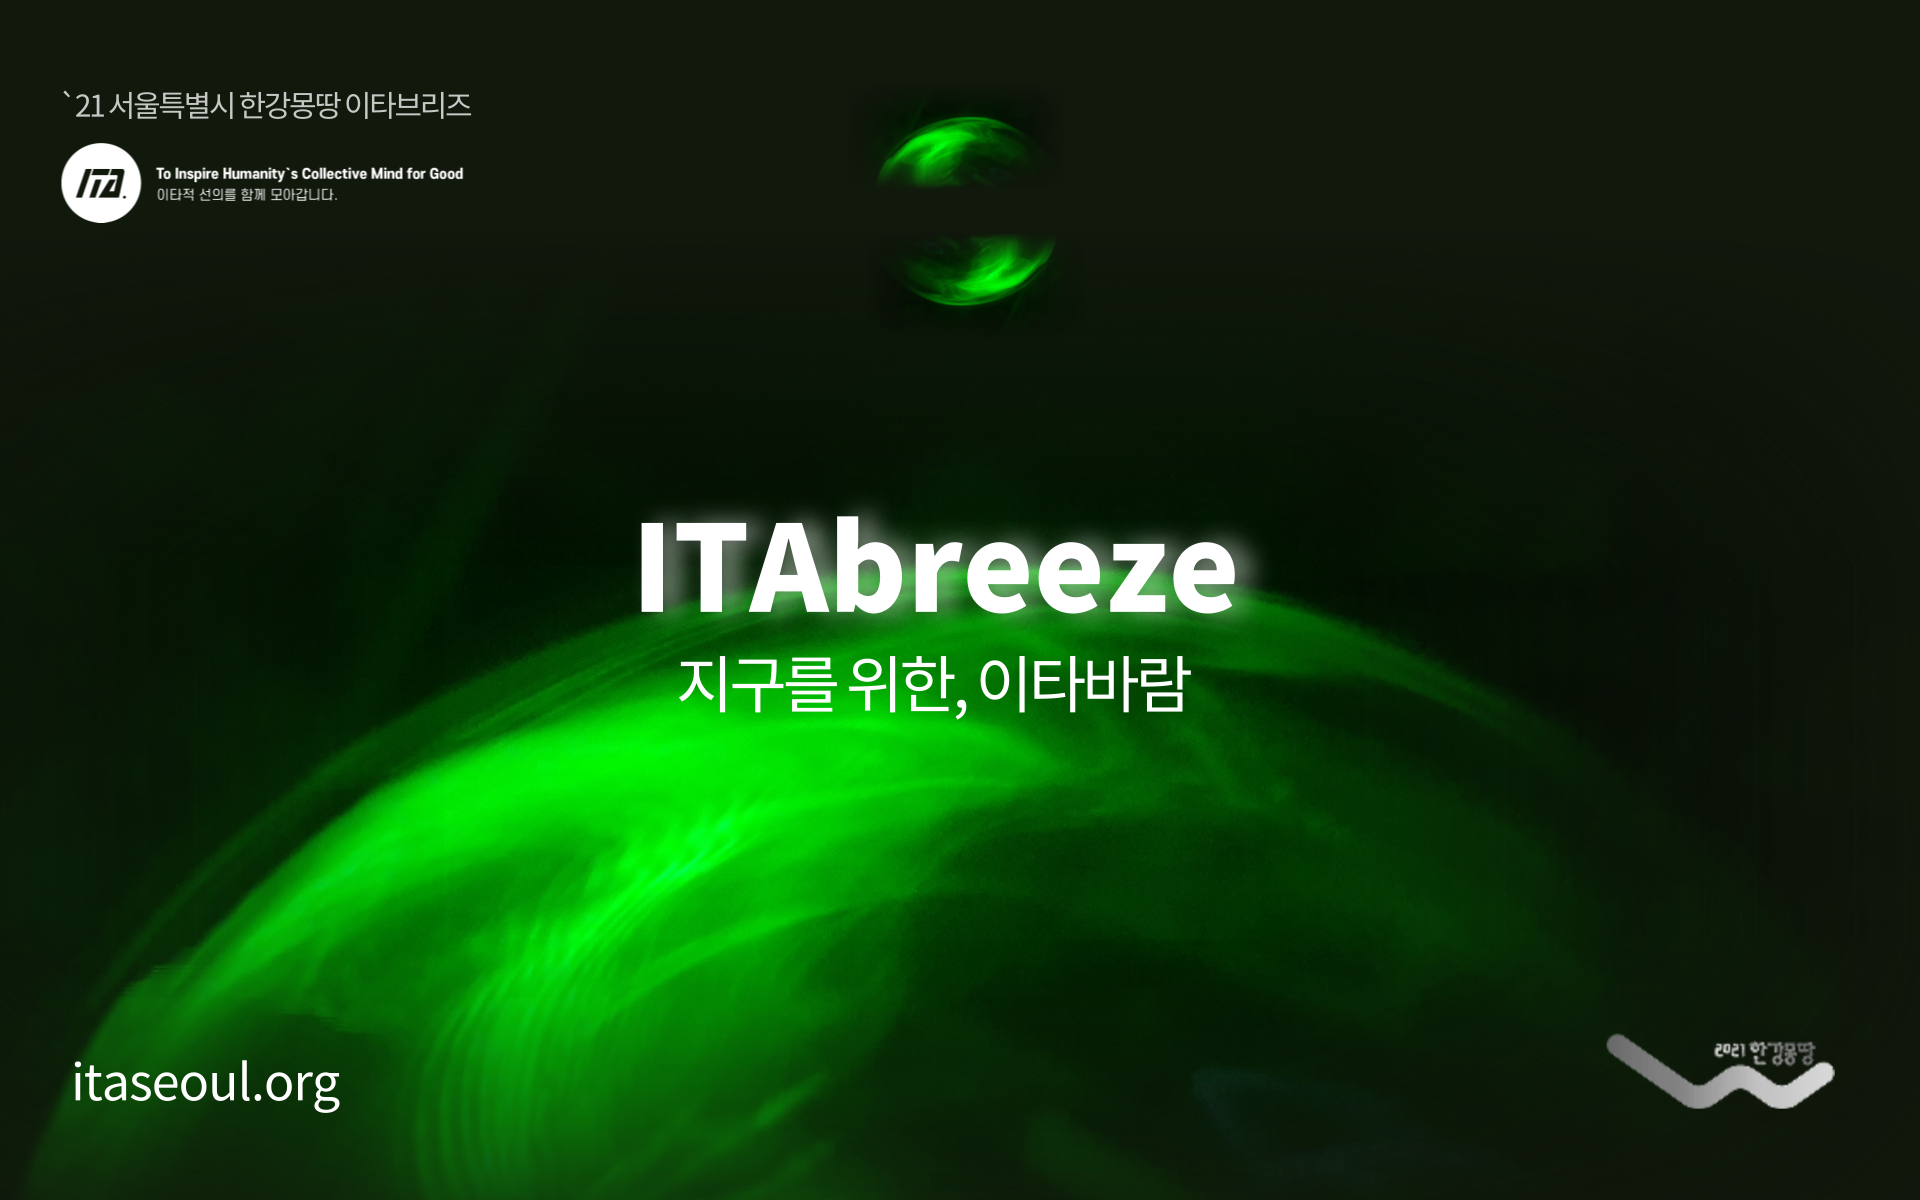 `21 서울특별시 한강몽땅 이타브리즈
ITA.
To Inspire Humanity`s Collective Mind for Good
이타적 선의를 함께 모아갑니다.
ITAbreeze
지구를 위한, 이타바람
itaseoul.org
2021 한강몽땅